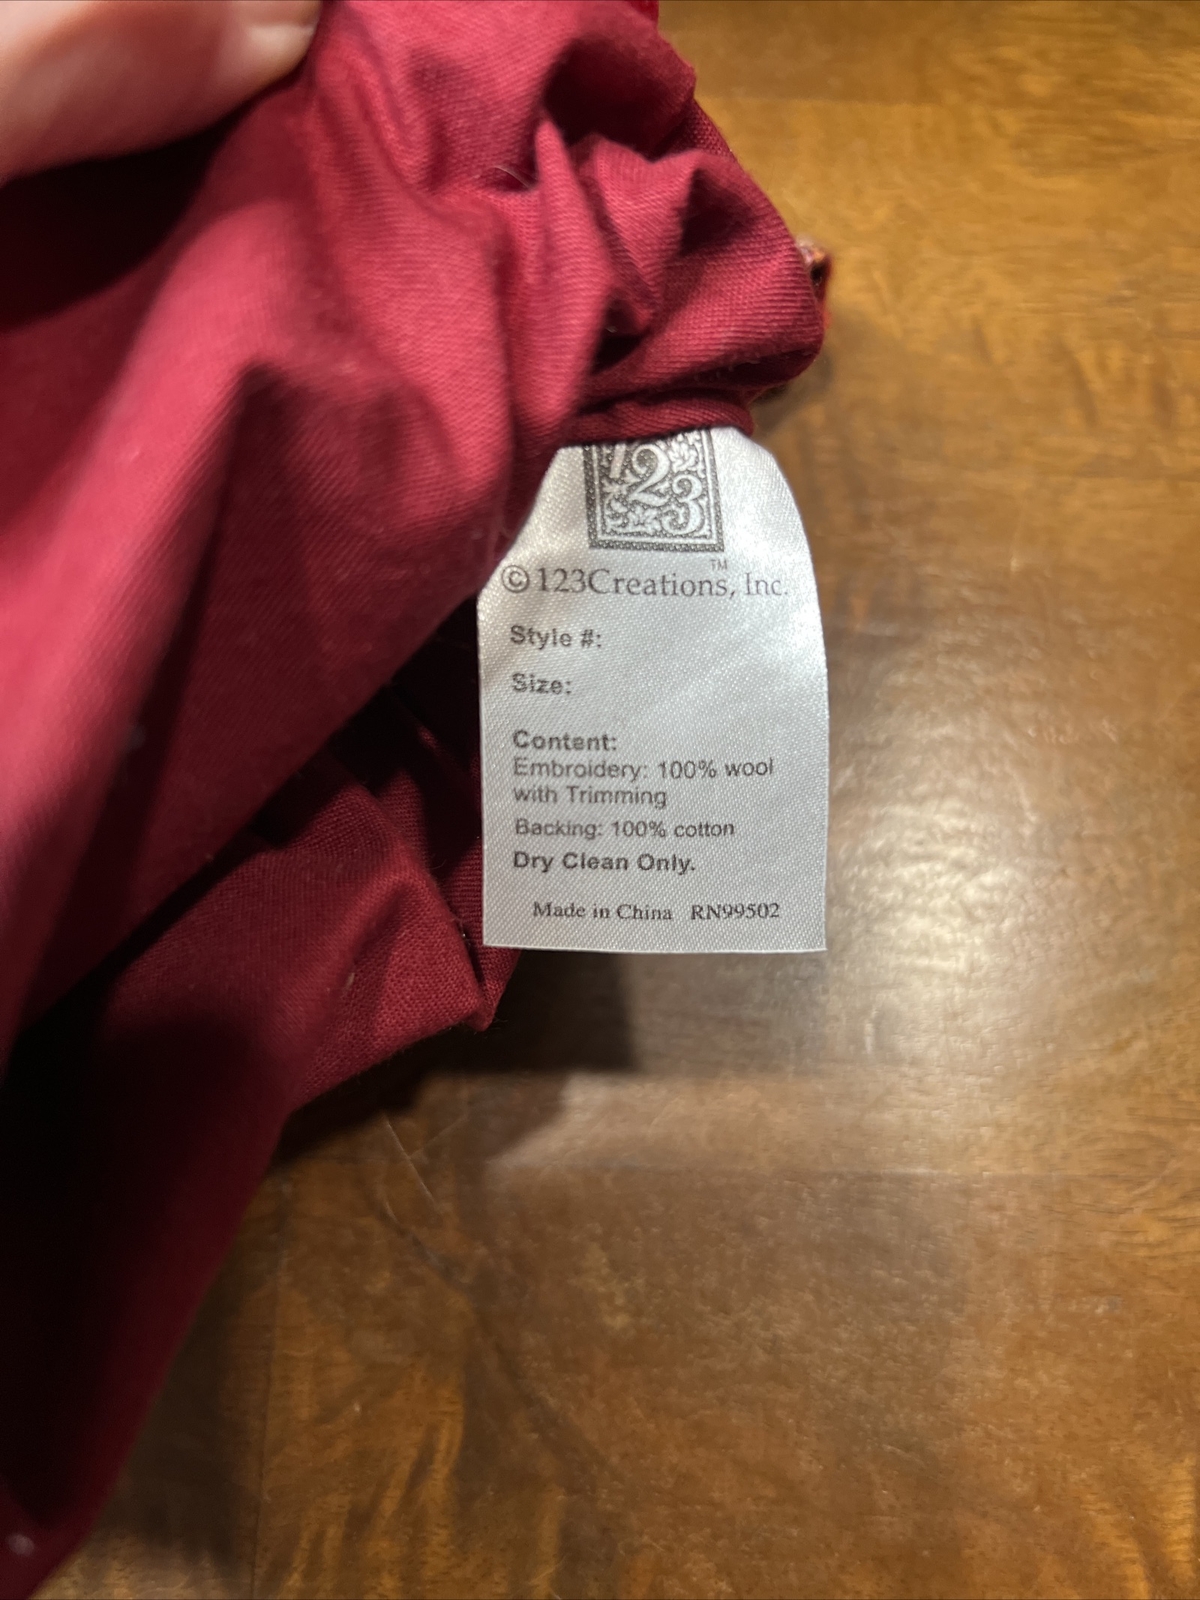 123
TM
©123Creations, Inc.
Style #:
Size:
Content:
Embroidery: 100% wool
with Trimming
Backing: 100% cotton
Dry Clean Only.
Made in China RN99502